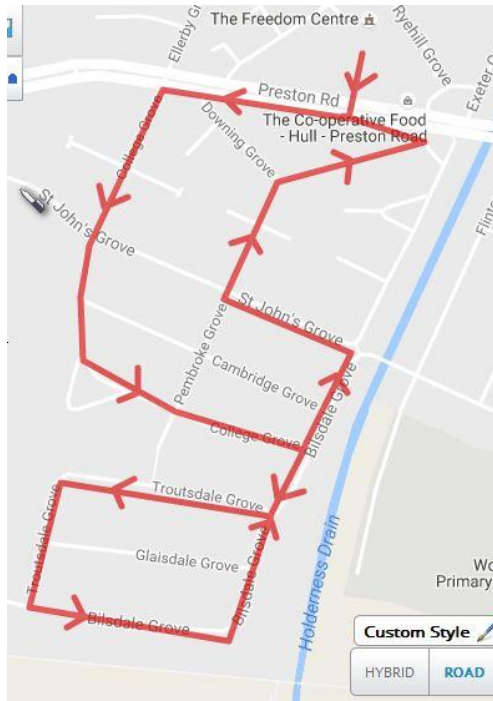 The Freedom Centre
Ellerby Gr
Ryehill Grove
Exeter G
Preston Rd
The Co-operative Food
- Hull - Preston Road
Downing Grove
College Grove
St John's Grove
Flint
St John's Grove
Pembroke Grove
Cambridge Grove
Bilsdale Grove
College Grove
Troutsdale Grove
Troutsdale Grove
Glaisdale Grove
Bilsdale Grove
Bilsdale Grove
Holderness Drain
Wo
Primary
Custom Style
HYBRID
ROAD